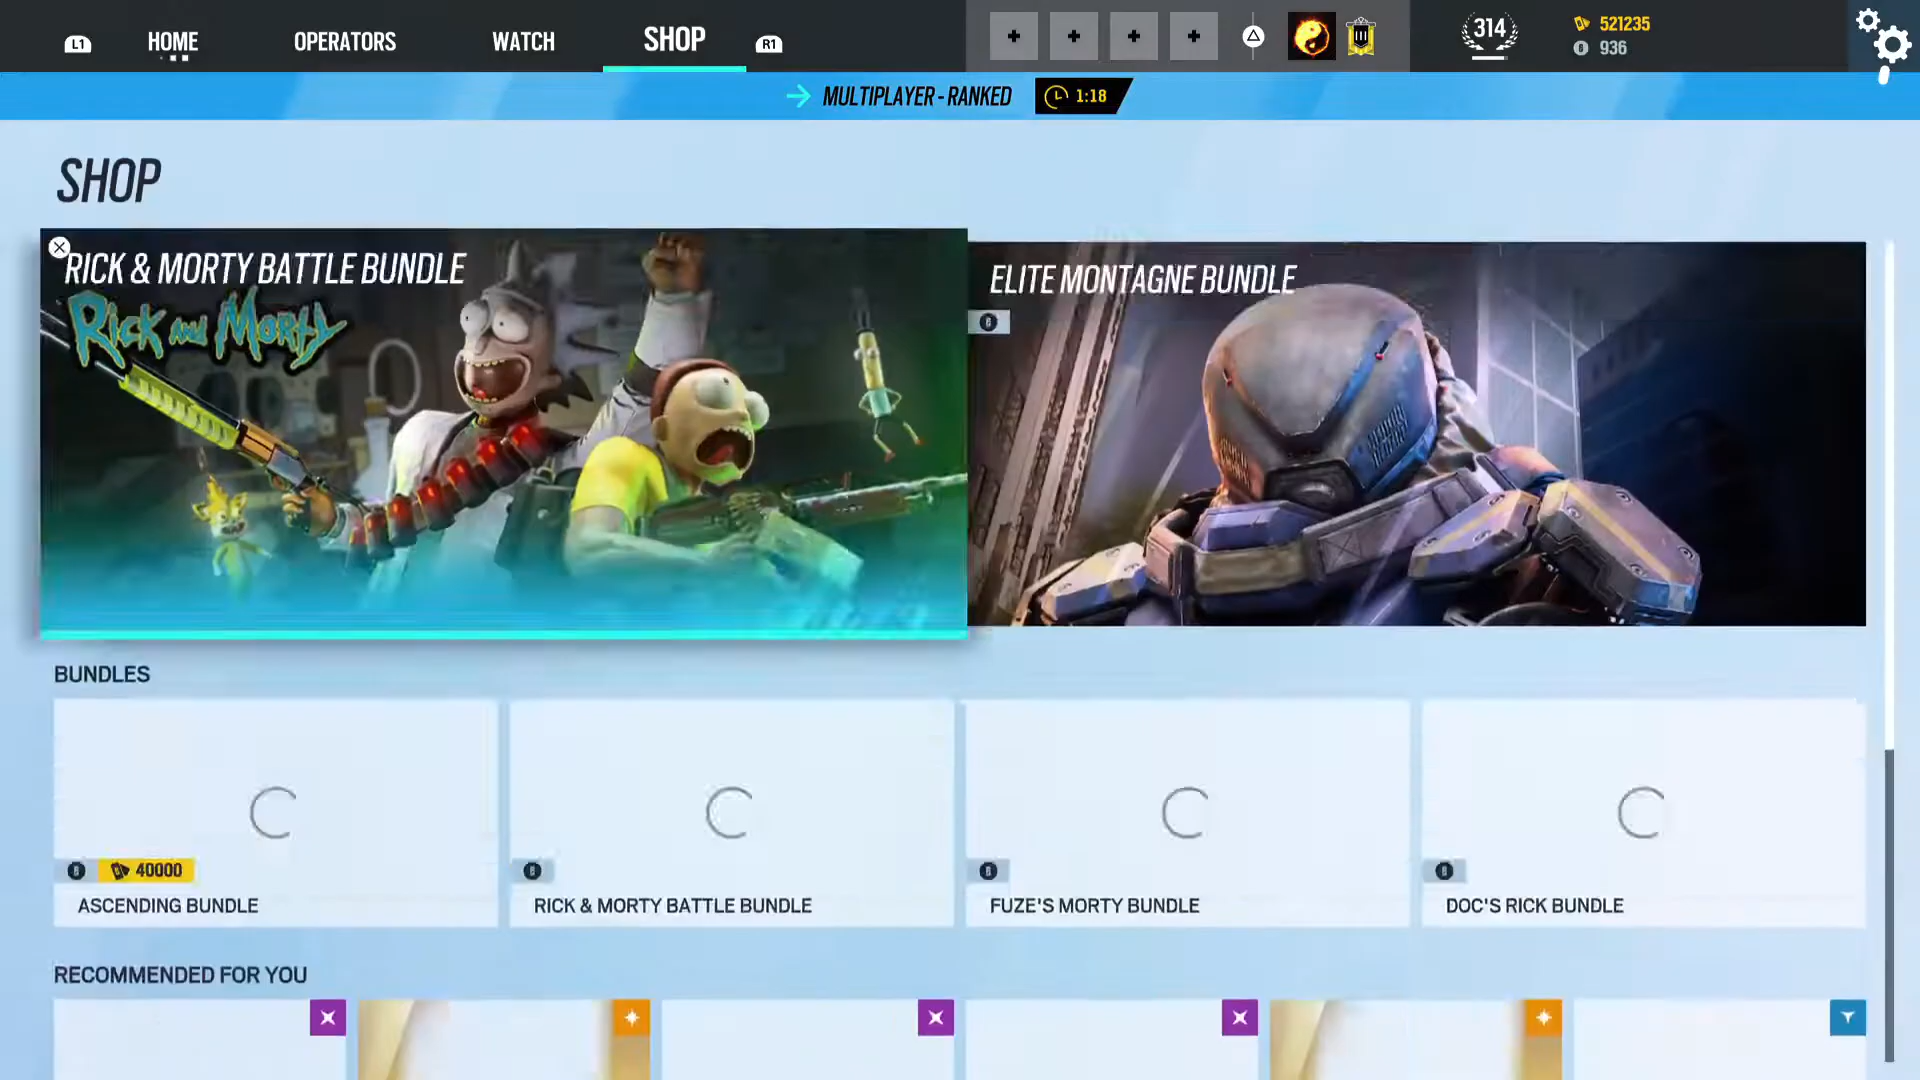 L1
HOME
OPERATORS
WATCH
SHOP
R1
314
521235
936
MULTIPLAYER - RANKED
1:18
SHOP
RICK & MORTY BATTLE BUNDLE
RICK AND MORTY
ELITE MONTAGNE BUNDLE
BUNDLES
40000
ASCENDING BUNDLE
RICK & MORTY BATTLE BUNDLE
FUZE'S MORTY BUNDLE
DOC'S RICK BUNDLE
RECOMMENDED FOR YOU